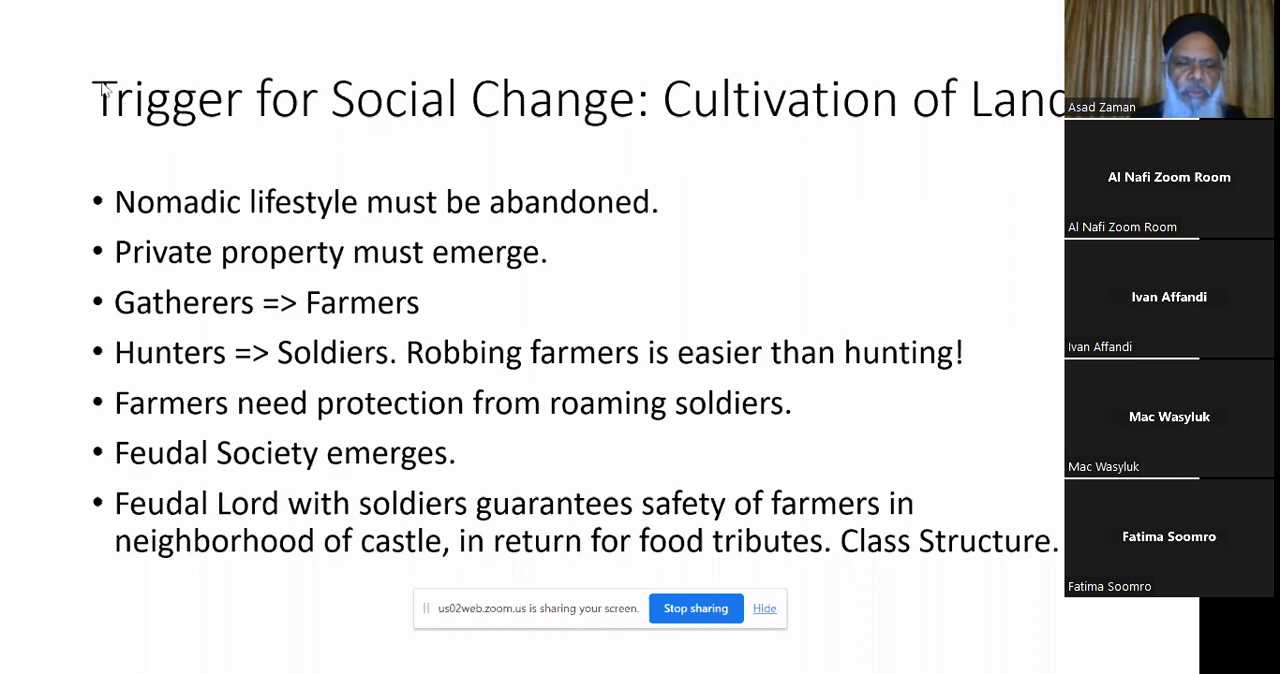 Trigger for Social Change: Cultivation of Land
• Nomadic lifestyle must be abandoned.
• Private property must emerge.
• Gatherers => Farmers
• Hunters => Soldiers. Robbing farmers is easier than hunting!
• Farmers need protection from roaming soldiers.
• Feudal Society emerges.
• Feudal Lord with soldiers guarantees safety of farmers in
neighborhood of castle, in return for food tributes. Class Structure.
us02web.zoom.us is sharing your screen. Stop sharing Hide
Asad Zaman
Al Nafi Zoom Room
Al Nafi Zoom Room
Ivan Affandi
Ivan Affandi
Mac Wasyluk
Mac Wasyluk
Fatima Soomro
Fatima Soomro